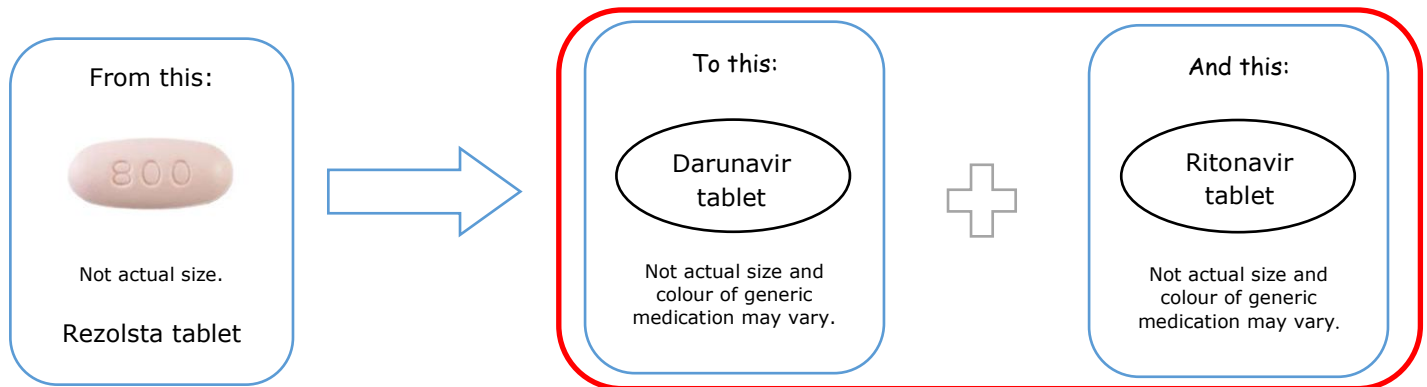 From this:
800
Not actual size.
Rezolsta tablet
To this:
Darunavir
tablet
Not actual size and
colour of generic
medication may vary.
And this:
Ritonavir
tablet
Not actual size and
colour of generic
medication may vary.